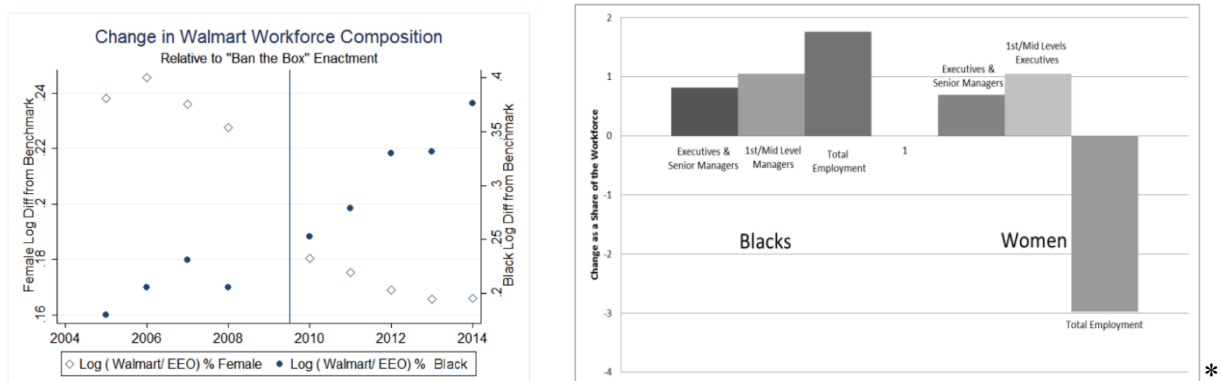 Change in Walmart Workforce Composition
Relative to "Ban the Box" Enactment
Female Log Diff from Benchmark
.24
.22
.2
.18
.16
.4
.35
.3
.25
.2
Black Log Diff from Benchmark
2004 2006 2008 2010 2012 2014
Log ( Walmart/ EEO) % Female Log ( Walmart/ EEO) % Black
Change as a Share of the Workforce
2
1
0
-1
-2
-3
-4
Executives &
Senior Managers
1st/Mid Level
Managers
Total
Employment
1
Blacks
Executives &
Senior Managers
1st/Mid Levels
Executives
Women
Total Employment
*